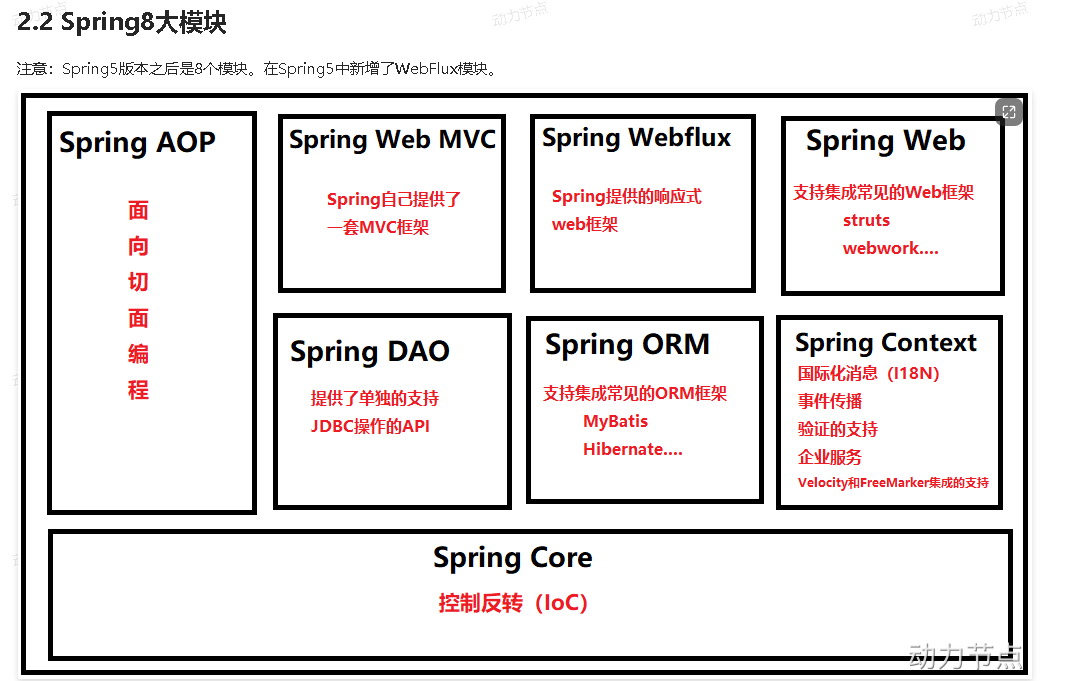 2.2 Spring8大模块
注意：Spring5版本之后是8个模块。在Spring5中新增了WebFlux模块。
Spring AOP
面
向
切
面
编
程
Spring Web MVC
Spring自己提供了
一套MVC框架
Spring Webflux
Spring提供的响应式
web框架
Spring Web
支持集成常见的Web框架
struts
webwork....
Spring DAO
提供了单独的支持
JDBC操作的API
Spring ORM
支持集成常见的ORM框架
MyBatis
Hibernate....
Spring Context
国际化消息（I18N）
事件传播
验证的支持
企业服务
Velocity和FreeMarker集成的支持
Spring Core
控制反转（IoC）
动力节点
动力节点
动力节点